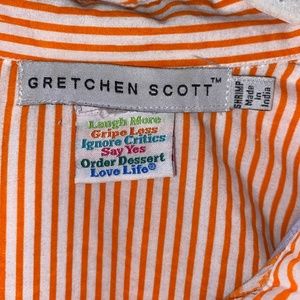 GRETCHEN SCOTT™
SHRIMP
Made
In
India
Laugh More
Gripe Less
Ignore Critics
Say Yes
Order Dessert
Love Life®